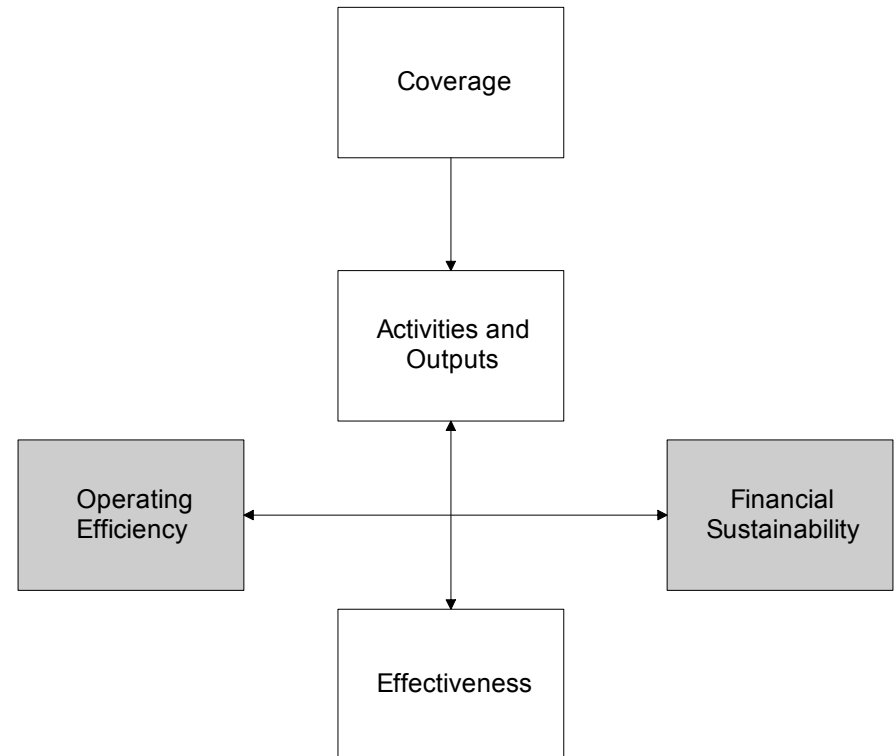 Coverage
Activities and
Outputs
Operating
Efficiency
Financial
Sustainability
Effectiveness